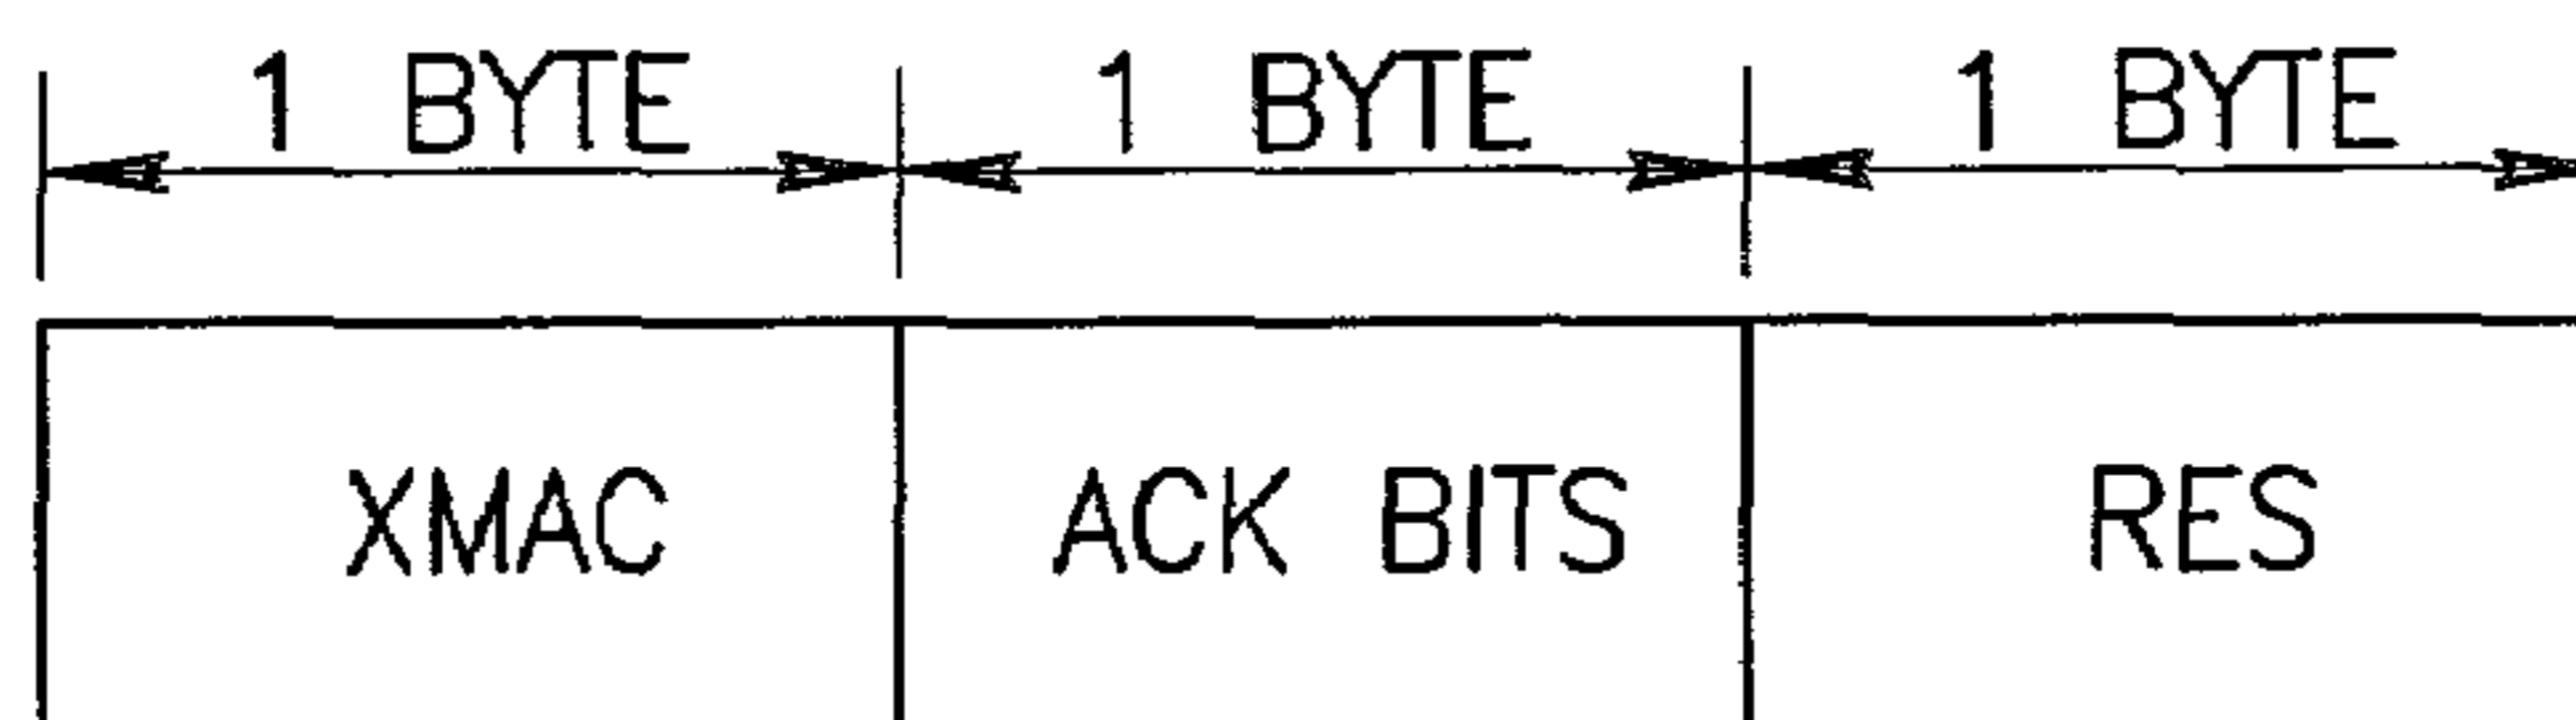 1 BYTE 1 BYTE 1 BYTE
XMAC ACK BITS RES